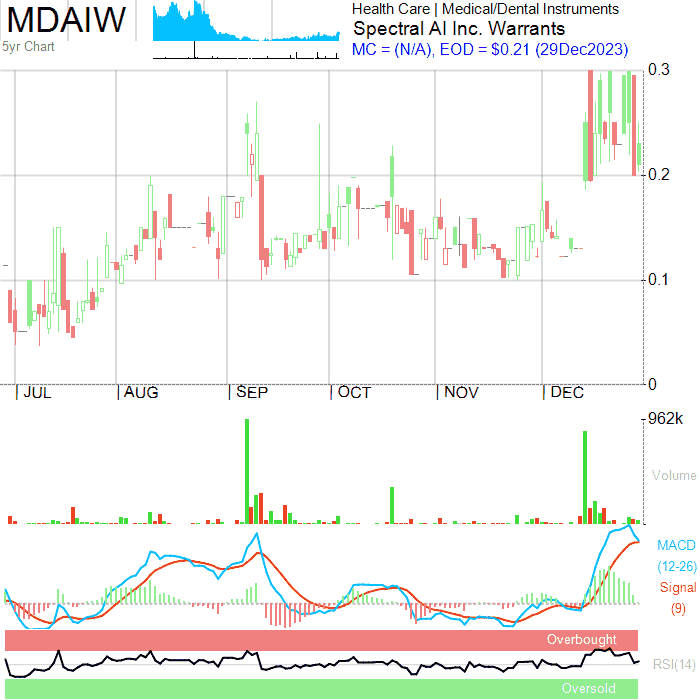 MDAIW
5yr Chart
Health Care | Medical/Dental Instruments
Spectral AI Inc. Warrants
MC = (N/A), EOD = $0.21 (29Dec2023)
0.3
0.2
0.1
0
JUL AUG SEP OCT NOV DEC
962k
Volume
MACD
(12-26)
Signal
(9)
Overbought
RSI(14)
Oversold